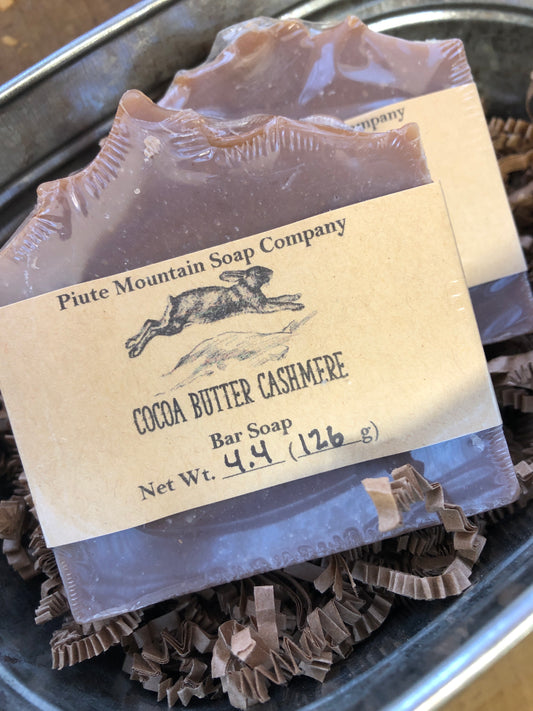 Piute Mountain Soap Company
COCOA BUTTER CASHMERE
Bar Soap
Net Wt. 4.4 (126 g)